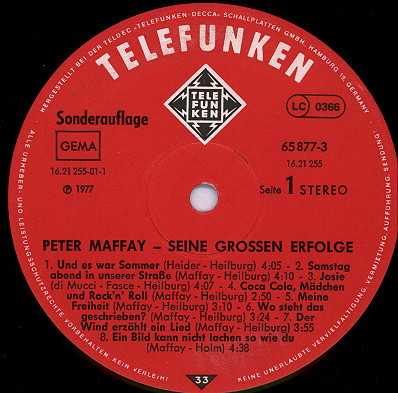 HERGESTELLT BEI DER TELDEC »TELEFUNKEN-DECCA« SCHALLPLATTEN GMBH, HAMBURG 19, GERMANY
TELEFUNKEN
Sonderauflage
TELE
FUN
KEN
LC 0366
GEMA
65 877-3
16.21 255
16.21 255-01-1
℗ 1977
Seite 1 STEREO
PETER MAFFAY – SEINE GROSSEN ERFOLGE
1. Und es war Sommer (Heider - Heilburg) 4:05 - 2. Samstag
abend in unserer Straße (Maffay - Heilburg) 4:10 - 3. Josie
(di Mucci - Fasce - Heilburg) 4:07 - 4. Coca Cola, Mädchen
und Rock'n' Roll (Maffay - Heilburg) 2:50 - 5. Meine
Freiheit (Maffay - Heilburg) 3:10 - 6. Wo steht das
geschrieben? (Maffay - Heilburg) 3:24 - 7. Der
Wind erzählt ein Lied (Maffay - Heilburg) 3:55
8. Ein Bild kann nicht lachen so wie du
(Maffay - Holm) 4:38
ALLE URHEBER- UND LEISTUNGSSCHUTZRECHTE VORBEHALTEN. KEIN VERLEIH!
33
KEINE UNERLAUBTE VERVIELFÄLTIGUNG, VERMIETUNG, AUFFÜHRUNG, SENDUNG!